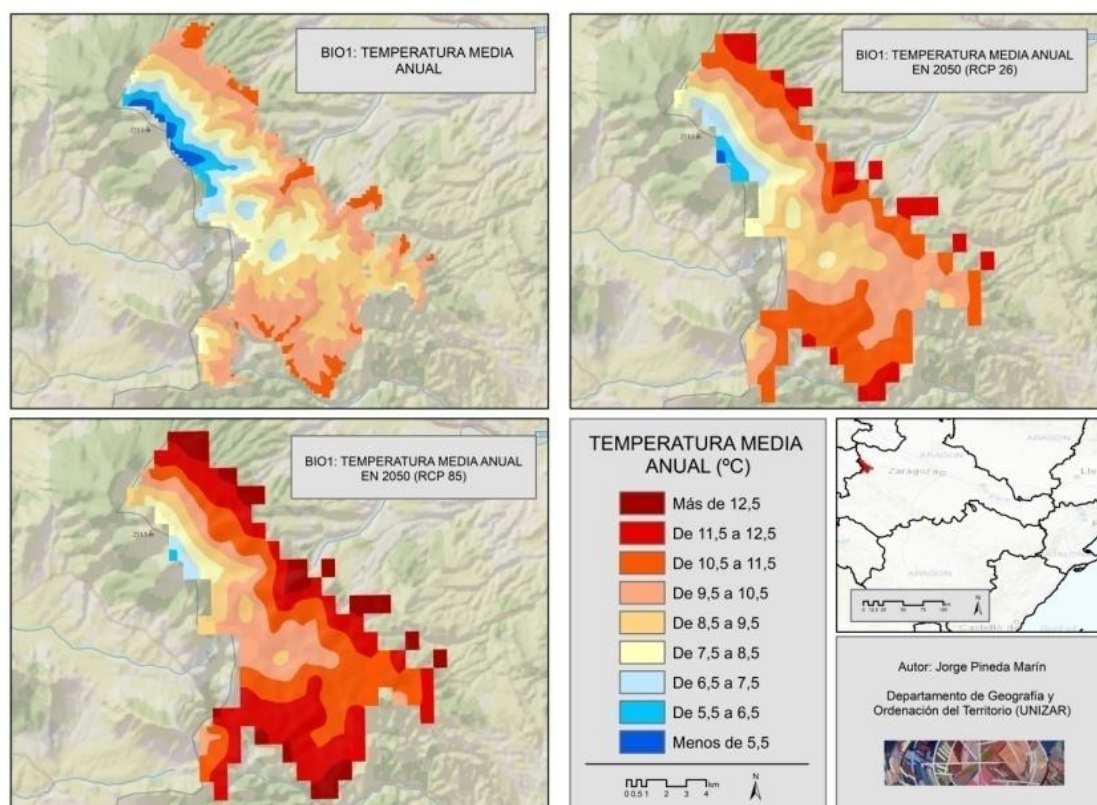 BIO1: TEMPERATURA MEDIA
ANUAL
BIO1: TEMPERATURA MEDIA ANUAL
EN 2050 (RCP 26)
BIO1: TEMPERATURA MEDIA ANUAL
EN 2050 (RCP 85)
TEMPERATURA MEDIA
ANUAL (ºC)
Más de 12,5
De 11,5 a 12,5
De 10,5 a 11,5
De 9,5 a 10,5
De 8,5 a 9,5
De 7,5 a 8,5
De 6,5 a 7,5
De 5,5 a 6,5
Menos de 5,5
0 0,5 1 2 3 4 km
N
ARAGON
Zaragoza
ARAGON
ARAGON
N
Autor: Jorge Pineda Marín
Departamento de Geografía y
Ordenación del Territorio (UNIZAR)